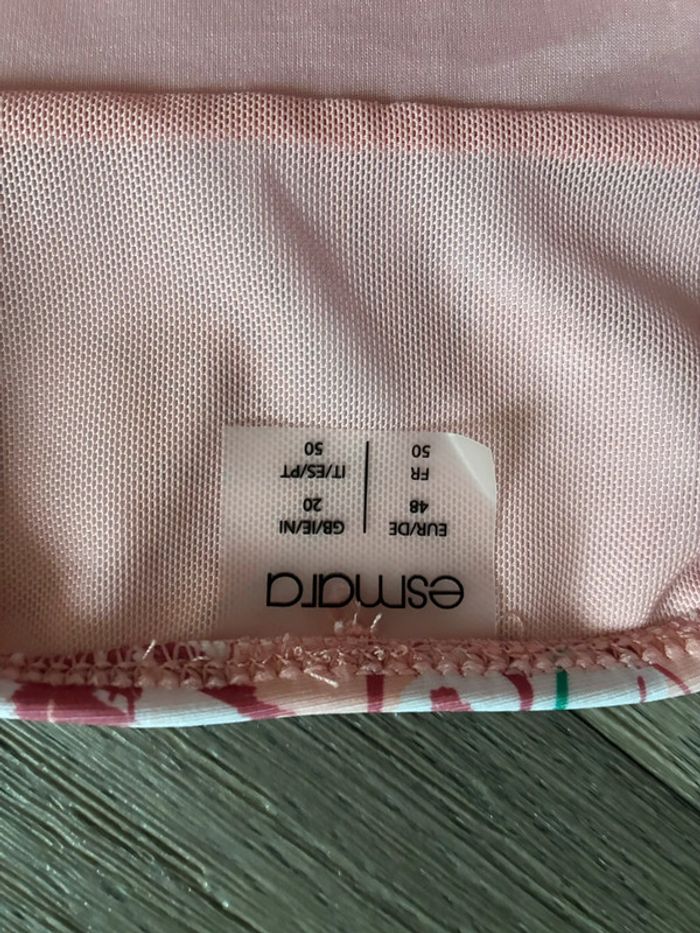 esmara
EUR/DE GB/IE/NI
48 20
FR IT/ES/PT
50 50